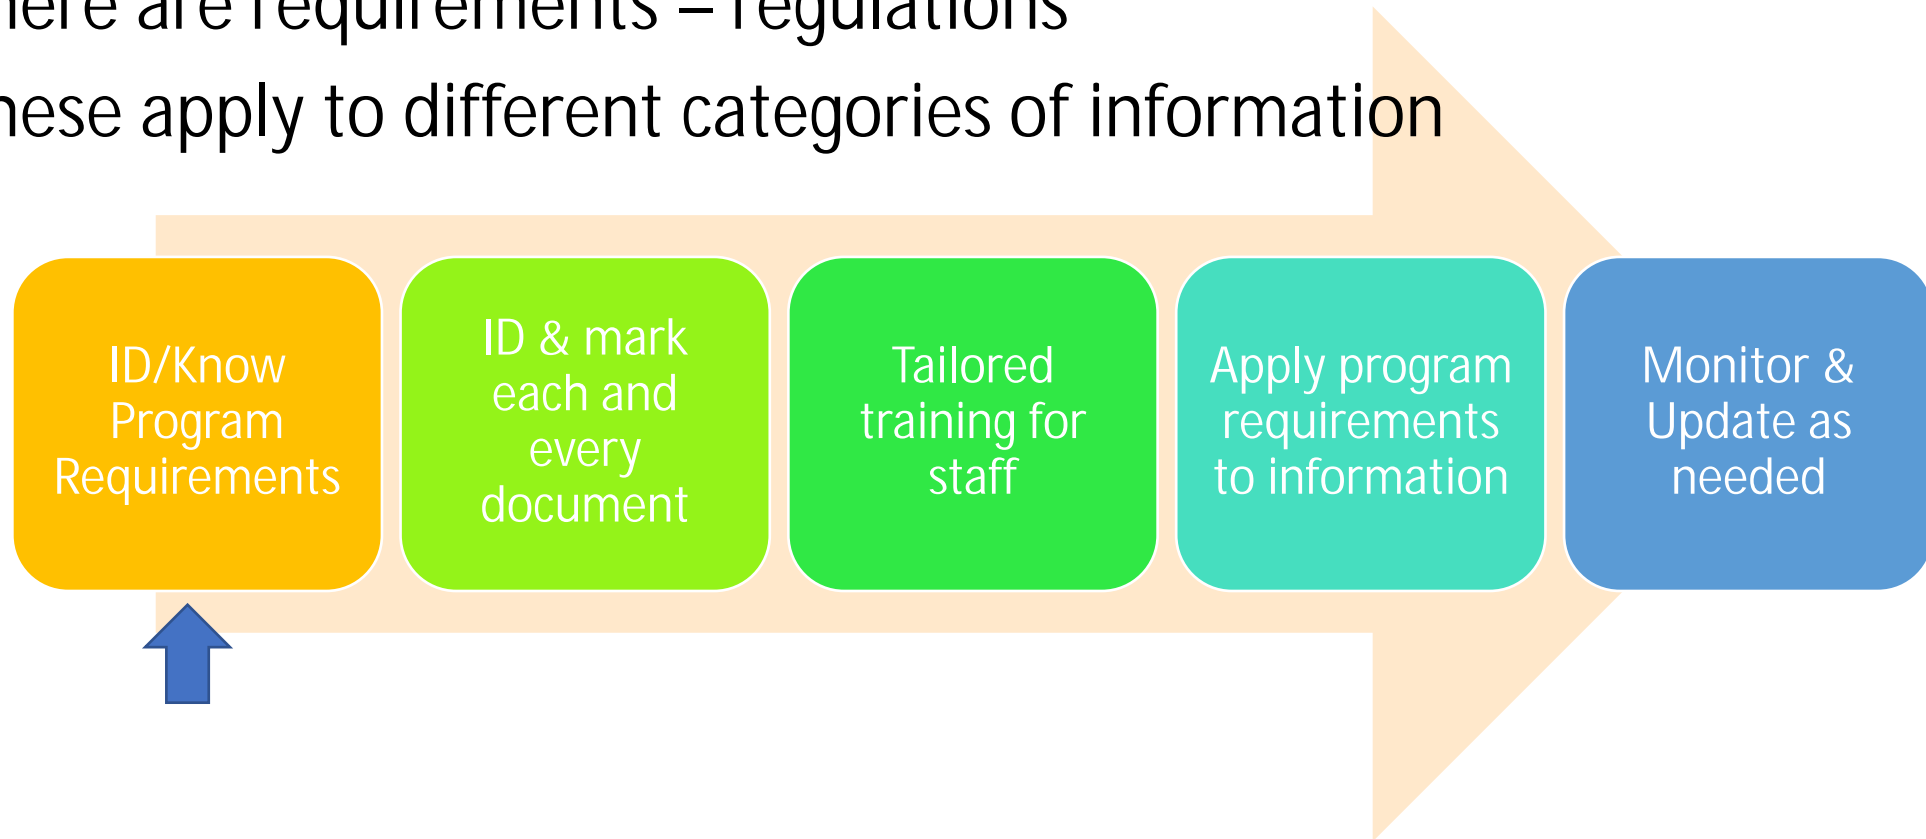 here are requirements – regulations
hese apply to different categories of information
ID/Know
Program
Requirements
ID & mark
each and
every
document
Tailored
training for
staff
Apply program
requirements
to information
Monitor &
Update as
needed